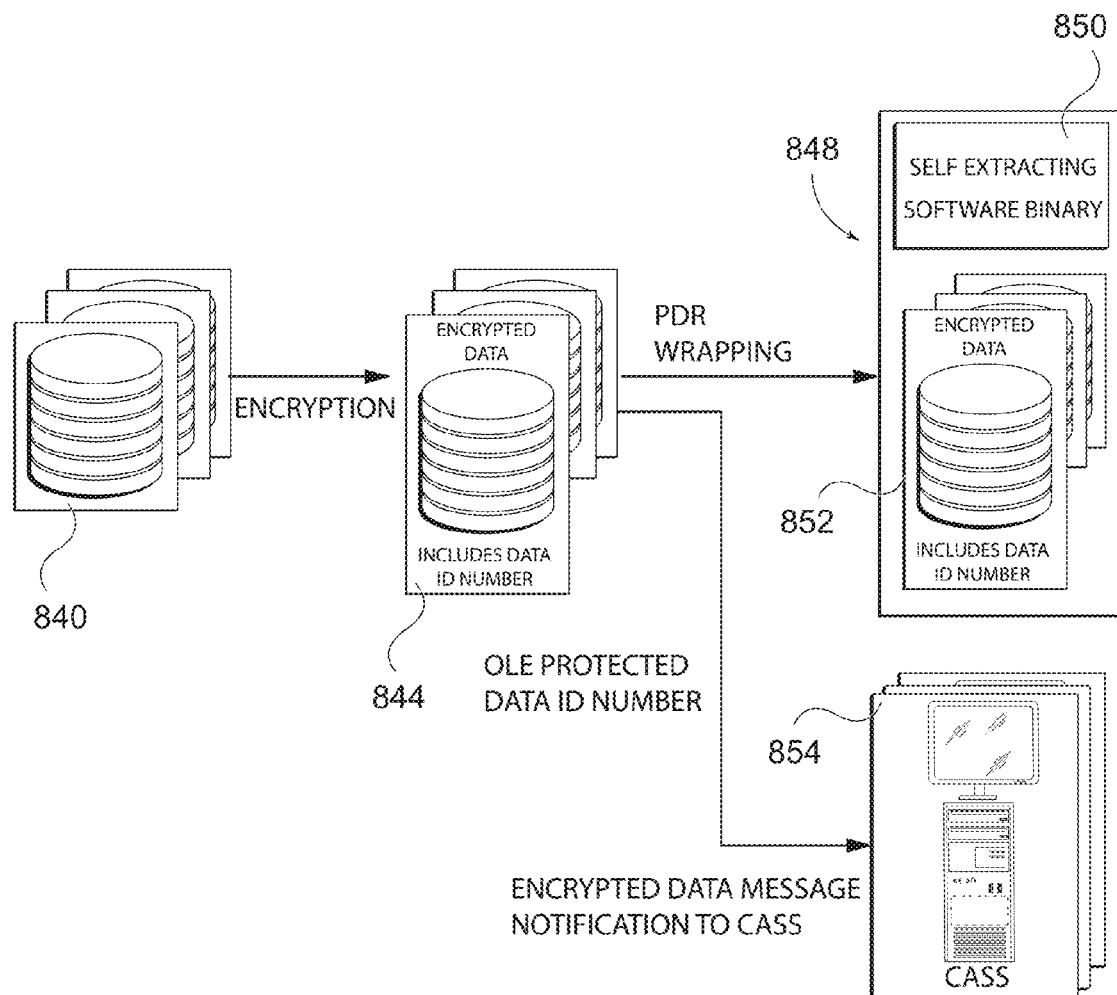 850
848
SELF EXTRACTING
SOFTWARE BINARY
ENCRYPTION
ENCRYPTED
DATA
INCLUDES DATA
ID NUMBER
PDR
WRAPPING
ENCRYPTED
DATA
INCLUDES DATA
ID NUMBER
852
840
844
OLE PROTECTED
DATA ID NUMBER
854
ENCRYPTED DATA MESSAGE
NOTIFICATION TO CASS
CASS